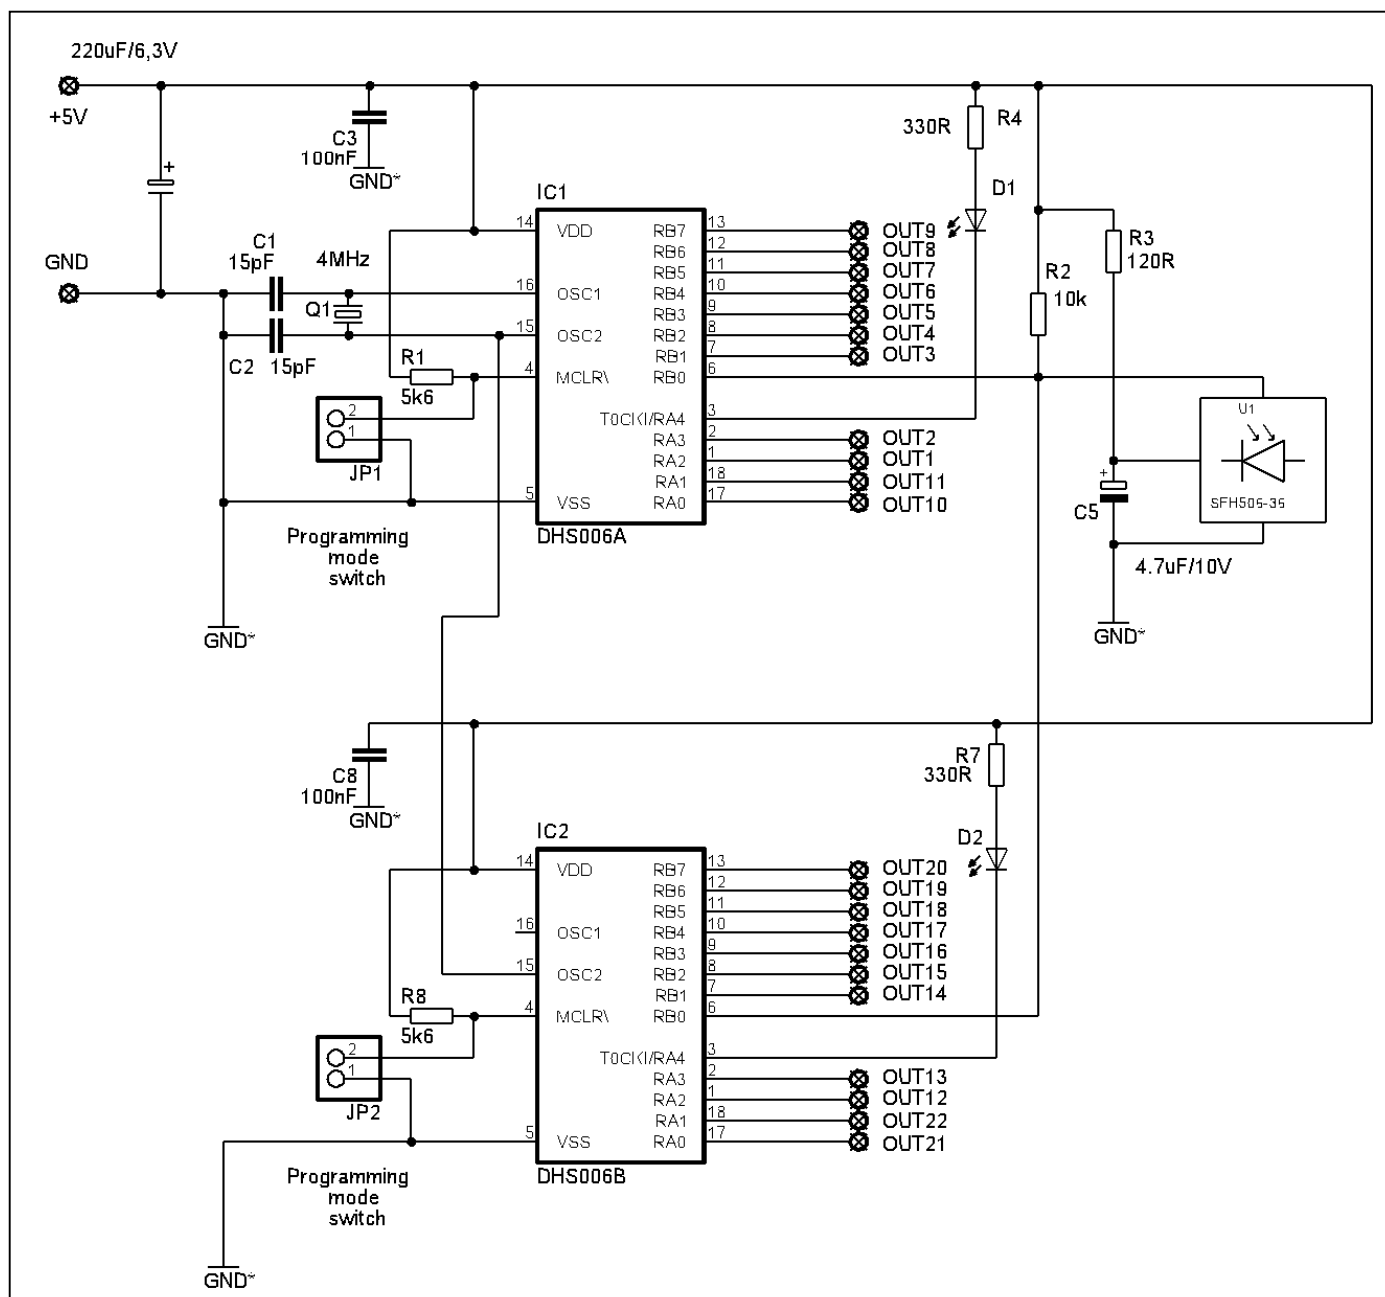 220uF/6,3V
+5V
C3
100nF
GND*
330R
R4
D1
IC1
GND
C1
15pF
4MHz
Q1
C2
15pF
R1
5k6
14
VDD
16
OSC1
15
OSC2
4
MCLR\
5
VSS
RB7
13
OUT9
RB6
12
OUT8
RB5
11
OUT7
RB4
10
OUT6
RB3
9
OUT5
RB2
8
OUT4
RB1
7
OUT3
RB0
6
T0CKI/RA4
3
RA3
2
OUT2
RA2
1
OUT1
RA1
18
OUT11
RA0
17
OUT10
2
1
JP1
DHS006A
Programming
mode
switch
GND*
R3
120R
R2
10k
U1
SFH506-36
+
C5
4.7uF/10V
GND*
+
C8
100nF
GND*
R7
330R
D2
IC2
14
VDD
16
OSC1
15
OSC2
R8
5k6
4
MCLR\
5
VSS
RB7
13
OUT20
RB6
12
OUT19
RB5
11
OUT18
RB4
10
OUT17
RB3
9
OUT16
RB2
8
OUT15
RB1
7
OUT14
RB0
6
T0CKI/RA4
3
RA3
2
OUT13
RA2
1
OUT12
RA1
18
OUT22
RA0
17
OUT21
2
1
JP2
DHS006B
Programming
mode
switch
GND*